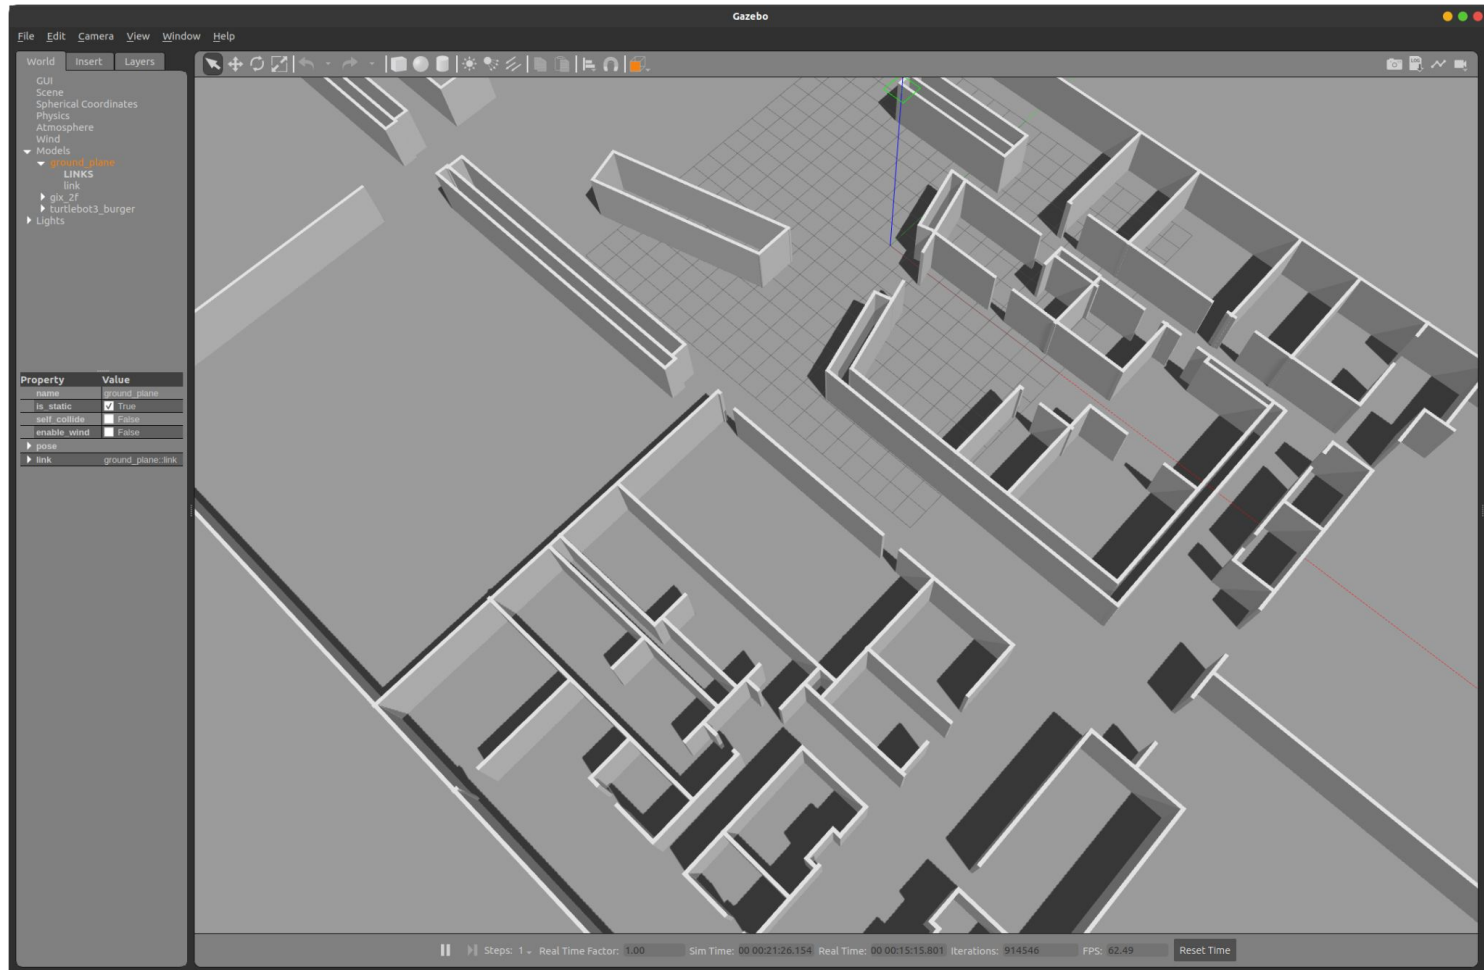 Gazebo
File Edit Camera View Window Help
World Insert Layers
GUI
Scene
Spherical Coordinates
Physics
Atmosphere
Wind
Models
ground_plane
LINKS
link
gix_2f
turtlebot3_burger
Lights
Property Value
name ground_plane
is_static True
self_collide False
enable_wind False
pose
link ground_plane::link
Steps: 1 Real Time Factor: 1.00 Sim Time: 00 00:21:26.154 Real Time: 00 00:15:15.801 Iterations: 914546 FPS: 62.49 Reset Time